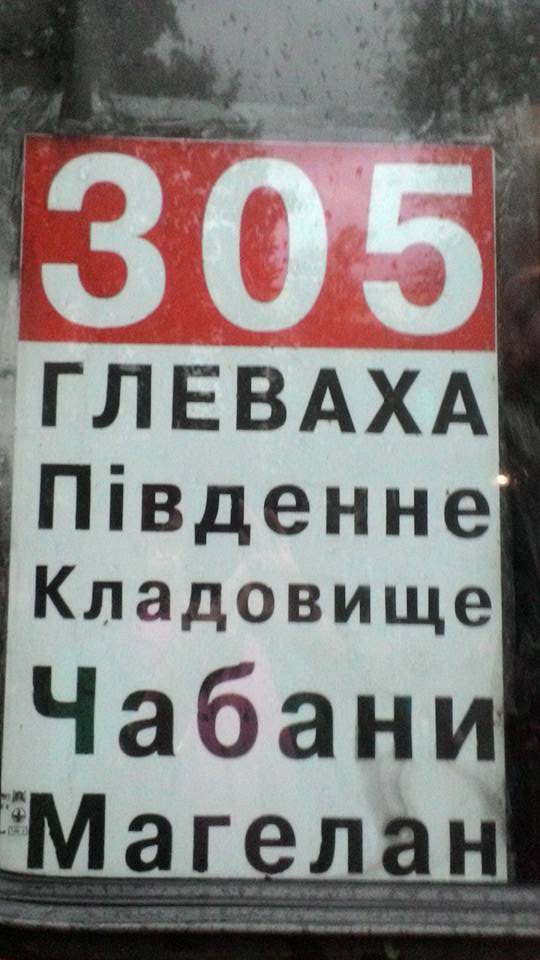 305
ГЛЕВАХА
Південне
Кладовище
Чабани
Магелан